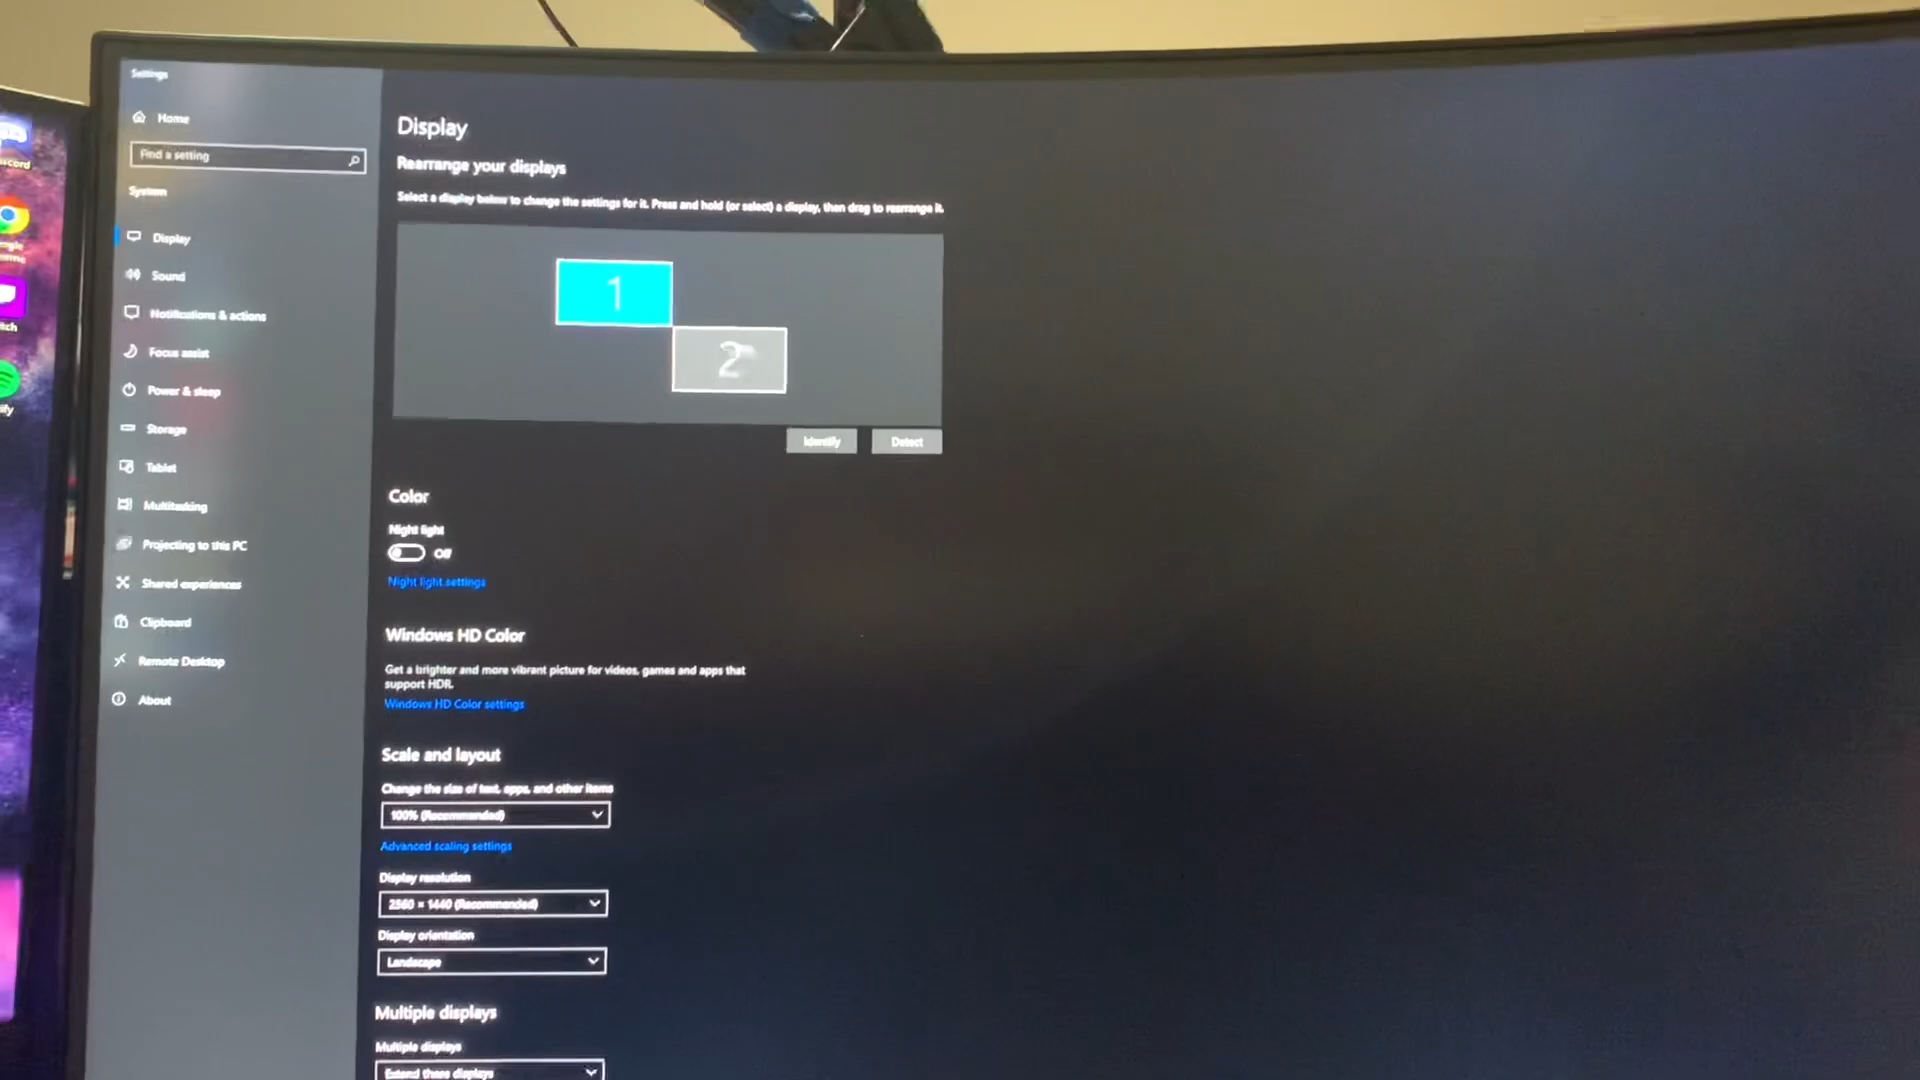 Settings
Home
Find a setting
System
Display
Sound
Notifications & actions
Focus assist
Power & sleep
Storage
Tablet
Multitasking
Projecting to this PC
Shared experiences
Clipboard
Remote Desktop
About
Display
Rearrange your displays
Select a display below to change the settings for it. Press and hold (or select) a display, then drag to rearrange it.
1
2
Identify
Detect
Color
Night light
Off
Night light settings
Windows HD Color
Get a brighter and more vibrant picture for videos, games and apps that
support HDR.
Windows HD Color settings
Scale and layout
Change the size of text, apps, and other items
100% (Recommended)
Advanced scaling settings
Display resolution
2560 × 1440 (Recommended)
Display orientation
Landscape
Multiple displays
Multiple displays
Extend these displays